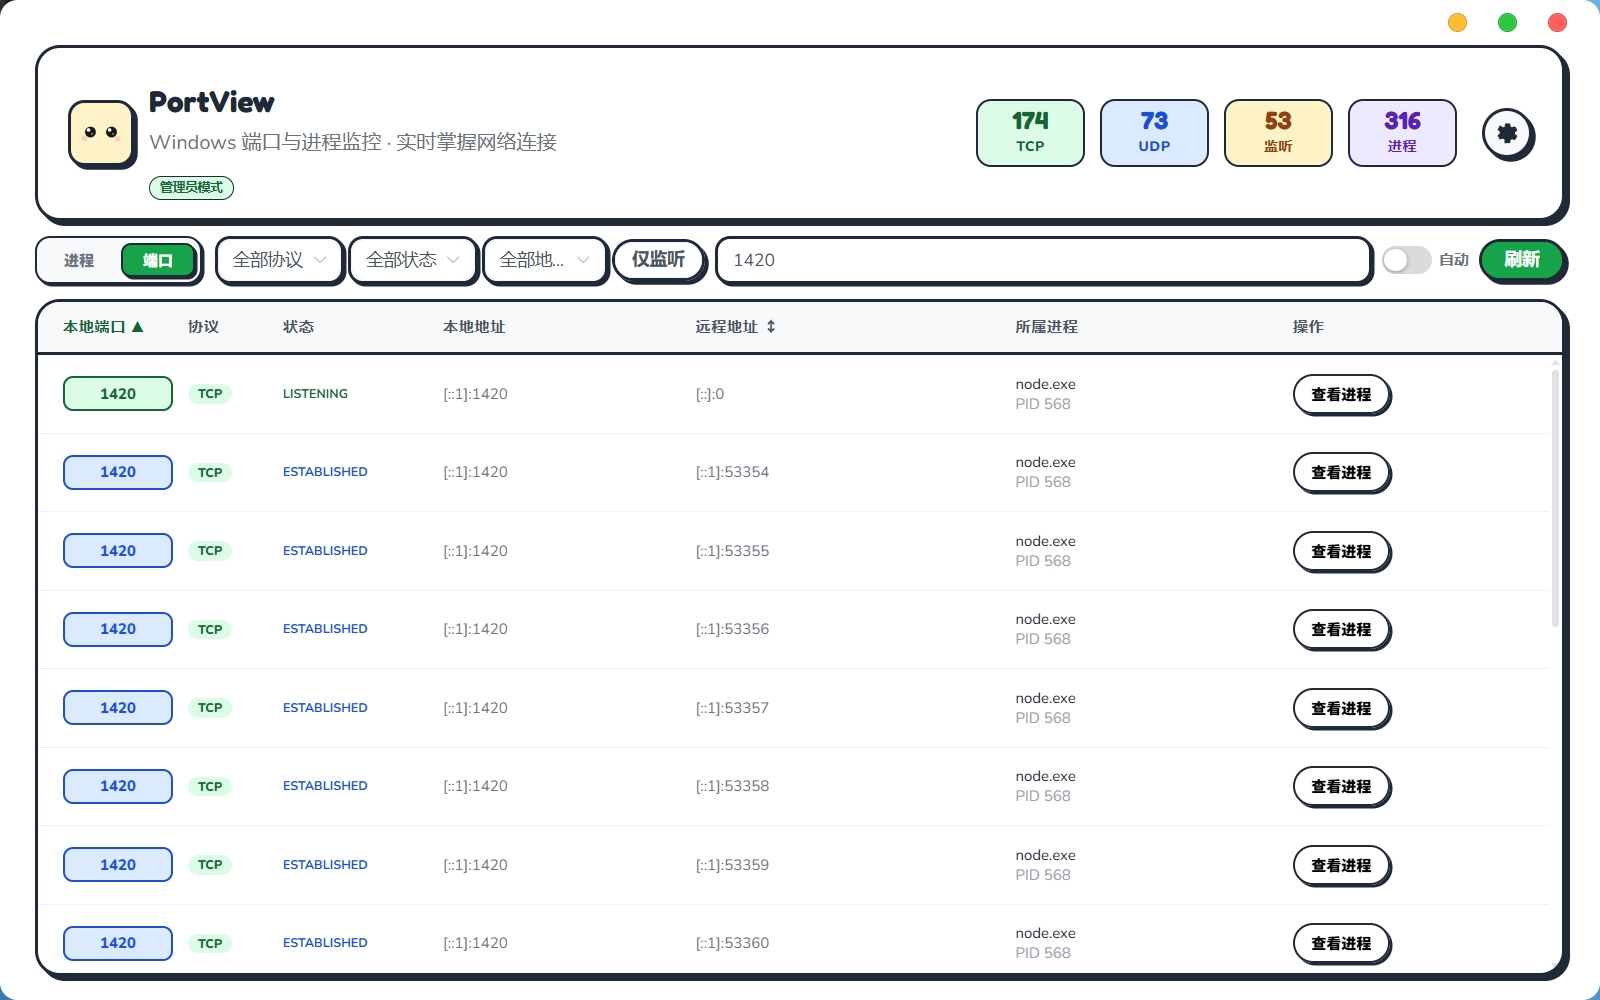 PortView
Windows 端口与进程监控 · 实时掌握网络连接
管理员模式
174
TCP
73
UDP
53
监听
316
进程
进程 端口 全部协议 全部状态 全部地... 仅监听 1420 自动 刷新
本地端口 ▲ 协议 状态 本地地址 远程地址 ↕ 所属进程 操作
1420 TCP LISTENING [::1]:1420 [::]:0 node.exe 查看进程
PID 568
1420 TCP ESTABLISHED [::1]:1420 [::1]:53354 node.exe 查看进程
PID 568
1420 TCP ESTABLISHED [::1]:1420 [::1]:53355 node.exe 查看进程
PID 568
1420 TCP ESTABLISHED [::1]:1420 [::1]:53356 node.exe 查看进程
PID 568
1420 TCP ESTABLISHED [::1]:1420 [::1]:53357 node.exe 查看进程
PID 568
1420 TCP ESTABLISHED [::1]:1420 [::1]:53358 node.exe 查看进程
PID 568
1420 TCP ESTABLISHED [::1]:1420 [::1]:53359 node.exe 查看进程
PID 568
1420 TCP ESTABLISHED [::1]:1420 [::1]:53360 node.exe 查看进程
PID 568